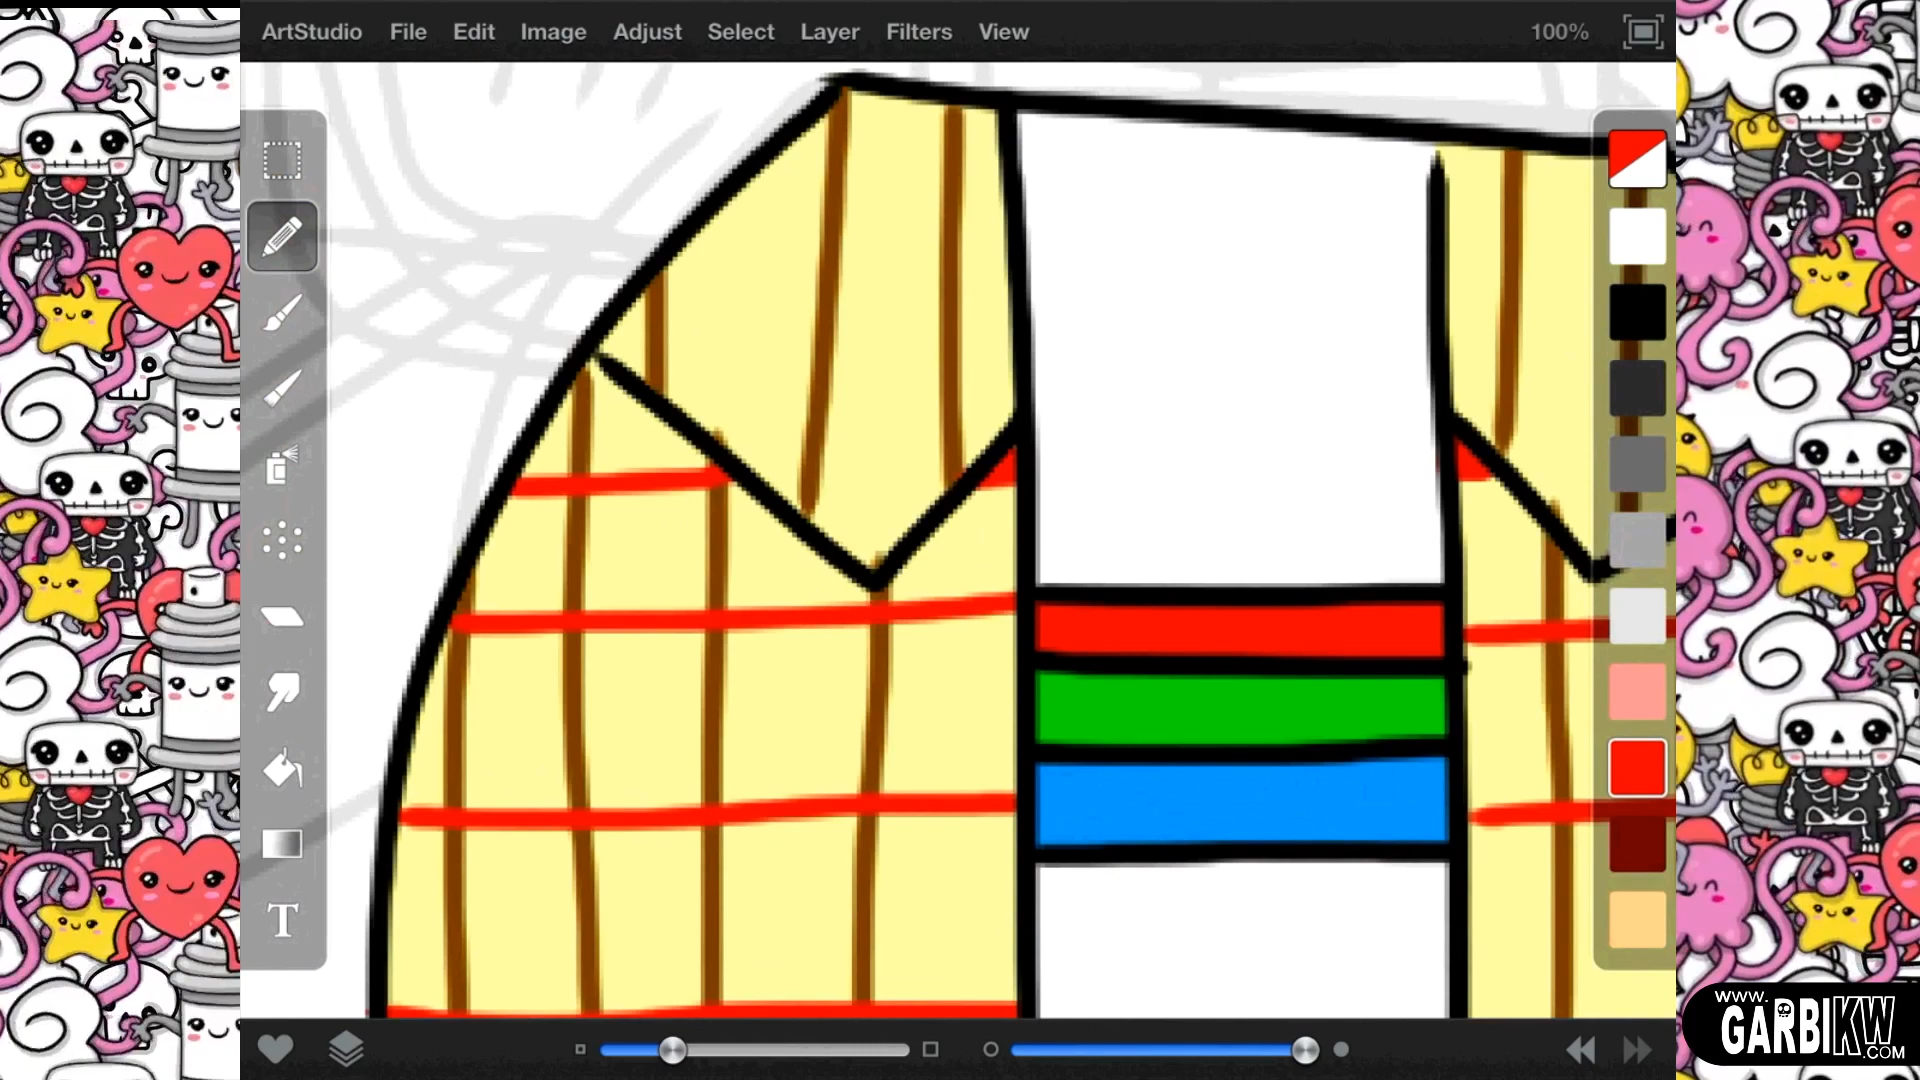 ArtStudio File Edit Image Adjust Select Layer Filters View 100%
T
WWW.
GARBIKW
.COM